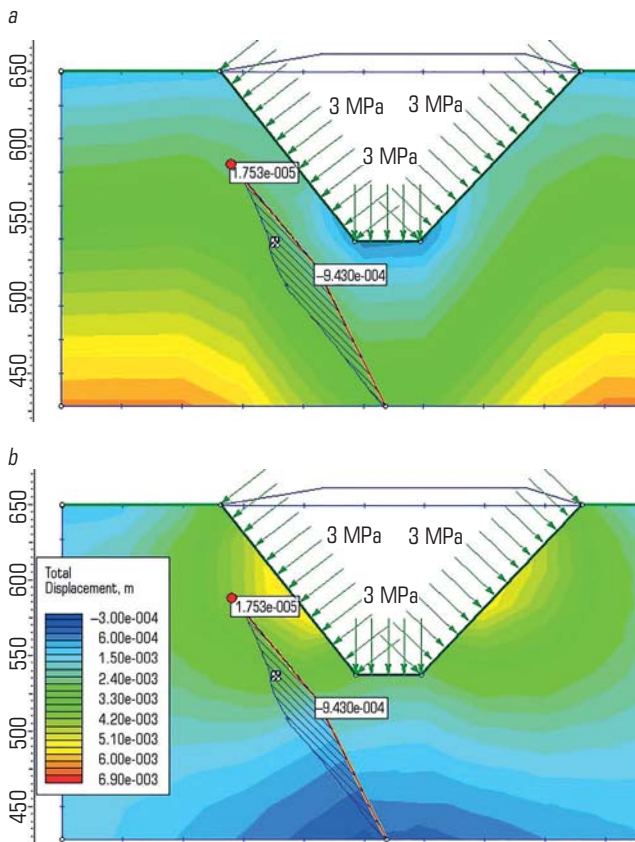 a
650
3 MPa 3 MPa
600
3 MPa
1.753e-005
550
−9.430e-004
500
450
b
650
3 MPa 3 MPa
Total
Displacement, m
−3.00e-004
6.00e-004
1.50e-003
2.40e-003
3.30e-003
4.20e-003
5.10e-003
6.00e-003
6.90e-003
600
1.753e-005
3 MPa
550
−9.430e-004
500
450